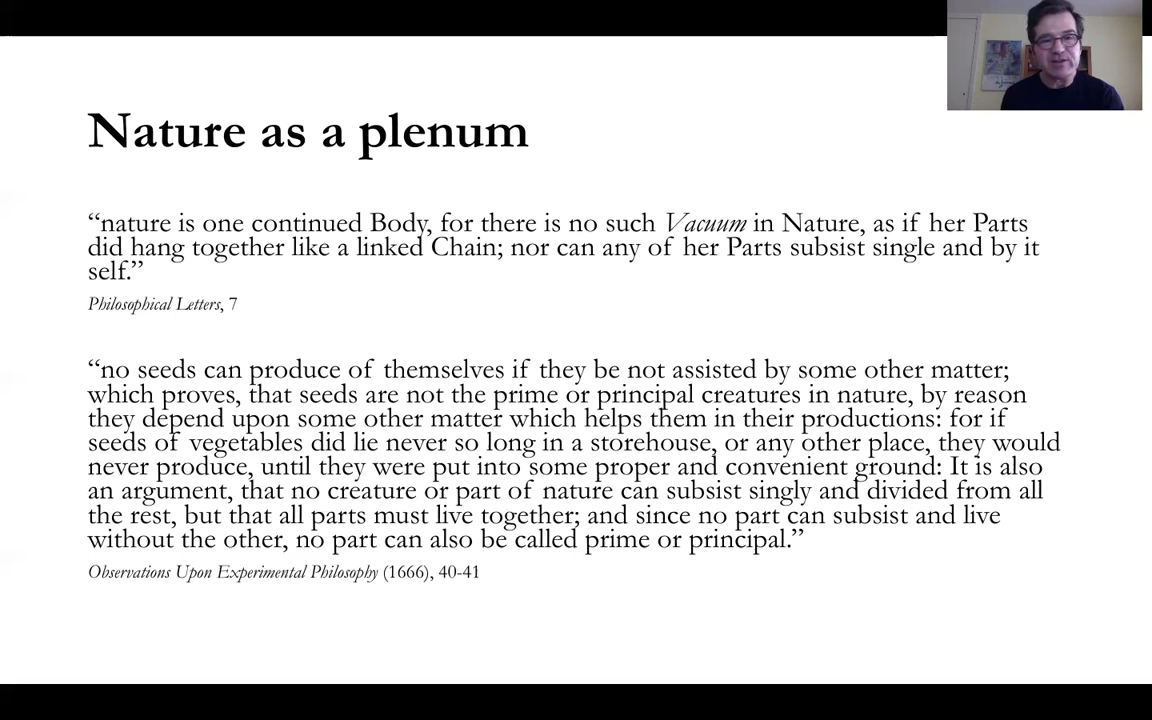 Nature as a plenum
“nature is one continued Body, for there is no such Vacuum in Nature, as if her Parts
did hang together like a linked Chain; nor can any of her Parts subsist single and by it
self.”
Philosophical Letters, 7
“no seeds can produce of themselves if they be not assisted by some other matter;
which proves, that seeds are not the prime or principal creatures in nature, by reason
they depend upon some other matter which helps them in their productions: for if
seeds of vegetables did lie never so long in a storehouse, or any other place, they would
never produce, until they were put into some proper and convenient ground: It is also
an argument, that no creature or part of nature can subsist singly and divided from all
the rest, but that all parts must live together; and since no part can subsist and live
without the other, no part can also be called prime or principal.”
Observations Upon Experimental Philosophy (1666), 40-41